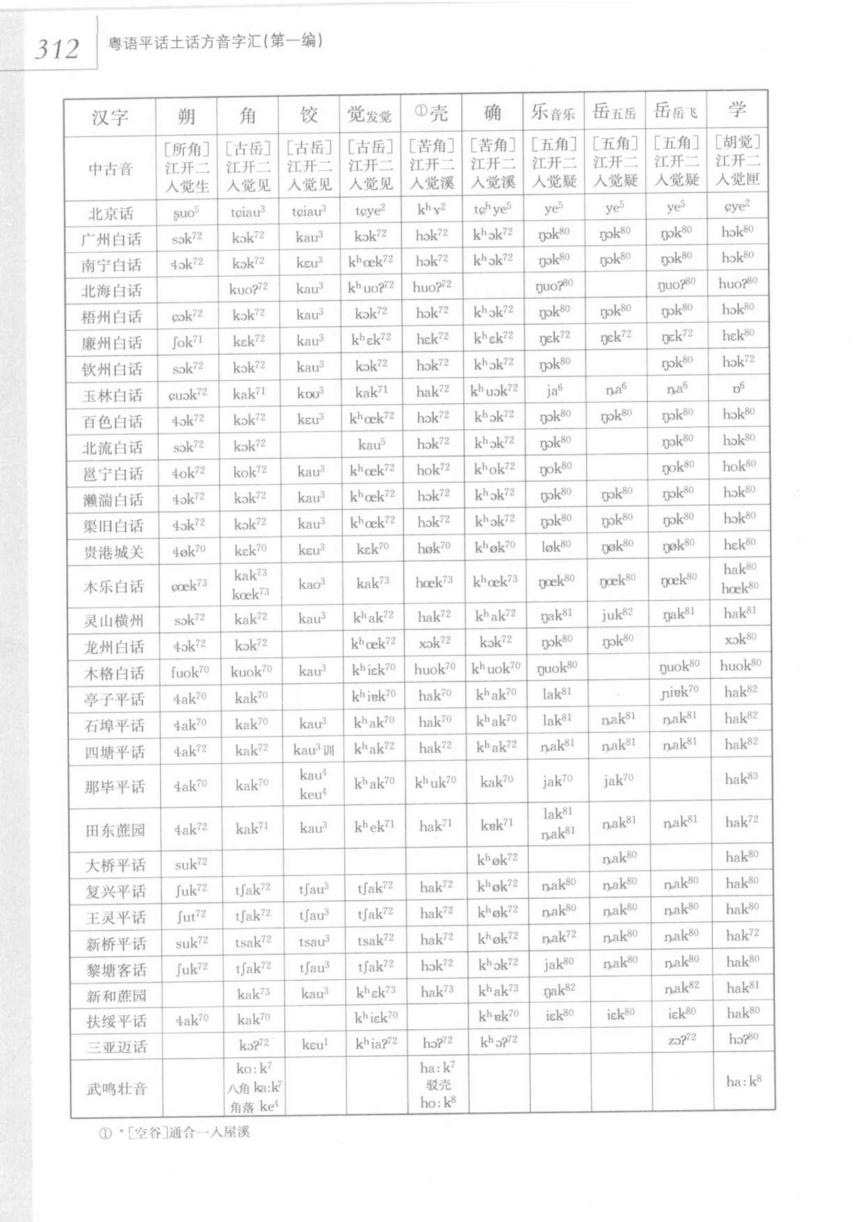 312 粤语平话土话方音字汇(第一编)
汉字 朔 角 饺 觉发觉 ①壳 确 乐音乐 岳五岳 岳岳飞 学
中古音 [所角]江开二入觉生 [古岳]江开二入觉见 [古岳]江开二入觉见 [古岳]江开二入觉见 [苦角]江开二入觉溪 [苦角]江开二入觉溪 [五角]江开二入觉疑 [五角]江开二入觉疑 [五角]江开二入觉疑 [胡觉]江开二入觉匣
北京话 ʂuo⁵ tɕiau³ tɕiau³ tɕye² kʰɤ² tɕʰye⁵ ye⁵ ye⁵ ye⁵ ɕye²
广州白话 sɔk⁷² kɔk⁷² kau³ kɔk⁷² hɔk⁷² kʰɔk⁷² ŋɔk⁸⁰ ŋɔk⁸⁰ ŋɔk⁸⁰ hɔk⁸⁰
南宁白话 ɬɔk⁷² kɔk⁷² kɛu³ kʰœk⁷² hɔk⁷² kʰɔk⁷² ŋɔk⁸⁰ ŋɔk⁸⁰ ŋɔk⁸⁰ hɔk⁸⁰
北海白话 kuoʔ⁷² kau³ kʰuoʔ⁷² huoʔ⁷² ŋuoʔ⁸⁰ ŋuoʔ⁸⁰ huoʔ⁸⁰
梧州白话 ɕɔk⁷² kɔk⁷² kau³ kɔk⁷² hɔk⁷² kʰɔk⁷² ŋɔk⁸⁰ ŋɔk⁸⁰ ŋɔk⁸⁰ hɔk⁸⁰
廉州白话 ʃok⁷¹ kɛk⁷² kau³ kʰɛk⁷² hɛk⁷² kʰɛk⁷² ŋɛk⁷² ŋɛk⁷² ŋɛk⁷² hɛk⁸⁰
钦州白话 sɔk⁷² kɔk⁷² kau³ kɔk⁷² hɔk⁷² kʰɔk⁷² ŋɔk⁸⁰ ŋɔk⁸⁰ hɔk⁷²
玉林白话 ɕuɔk⁷² kak⁷¹ kɒʊ³ kak⁷¹ hak⁷² kʰuɔk⁷² ja⁶ ȵa⁶ ȵa⁶ ɒ⁶
百色白话 ɬɔk⁷² kɔk⁷² kɛu³ kʰœk⁷² hɔk⁷² kʰɔk⁷² ŋɔk⁸⁰ ŋɔk⁸⁰ ŋɔk⁸⁰ hɔk⁸⁰
北流白话 sɔk⁷² kɔk⁷² kau⁵ hɔk⁷² kʰɔk⁷² ŋɔk⁸⁰ ŋɔk⁸⁰ hɔk⁸⁰
邕宁白话 ɬok⁷² kok⁷² kau³ kʰœk⁷² hok⁷² kʰok⁷² ŋok⁸⁰ ŋok⁸⁰ hok⁸⁰
濑湍白话 ɬɔk⁷² kɔk⁷² kau³ kʰœk⁷² hɔk⁷² kʰɔk⁷² ŋɔk⁸⁰ ŋɔk⁸⁰ ŋɔk⁸⁰ hɔk⁸⁰
渠旧白话 ɬɔk⁷² kɔk⁷² kau³ kʰœk⁷² hɔk⁷² kʰɔk⁷² ŋɔk⁸⁰ ŋɔk⁸⁰ ŋɔk⁸⁰ hɔk⁸⁰
贵港城关 ɬøk⁷⁰ kɛk⁷⁰ kɛu³ kɛk⁷⁰ høk⁷⁰ kʰøk⁷⁰ løk⁸⁰ ŋøk⁸⁰ ŋøk⁸⁰ hɛk⁸⁰
木乐白话 ɕœk⁷³ kak⁷³ kœk⁷³ kao³ kak⁷³ hœk⁷³ kʰœk⁷³ ŋœk⁸⁰ ŋœk⁸⁰ ŋœk⁸⁰ hak⁸⁰ hœk⁸⁰
灵山横州 sɔk⁷² kak⁷² kau³ kʰak⁷² hak⁷² kʰak⁷² ŋak⁸¹ juk⁸² ŋak⁸¹ hak⁸¹
龙州白话 ɬɔk⁷² kɔk⁷² kʰœk⁷² xɔk⁷² kɔk⁷² ŋɔk⁸⁰ ŋɔk⁸⁰ xɔk⁸⁰
木格白话 fuok⁷⁰ kuok⁷⁰ kau³ kʰiɛk⁷⁰ huok⁷⁰ kʰuok⁷⁰ ŋuok⁸⁰ ŋuok⁸⁰ huok⁸⁰
亭子平话 ɬak⁷⁰ kak⁷⁰ kʰiɐk⁷⁰ hak⁷⁰ kʰak⁷⁰ lak⁸¹ ɲiɐk⁷⁰ hak⁸²
石埠平话 ɬak⁷⁰ kak⁷⁰ kau³ kʰak⁷⁰ hak⁷⁰ kʰak⁷⁰ lak⁸¹ ȵak⁸¹ ȵak⁸¹ hak⁸²
四塘平话 ɬak⁷² kak⁷² kau³训 kʰak⁷² hak⁷² kʰak⁷² ȵak⁸¹ ȵak⁸¹ ȵak⁸¹ hak⁸²
那毕平话 ɬak⁷⁰ kak⁷⁰ kau⁴ keu⁴ kʰak⁷⁰ kʰuk⁷⁰ kak⁷⁰ jak⁷⁰ jak⁷⁰ hak⁸³
田东蔗园 ɬak⁷² kak⁷¹ kau³ kʰek⁷¹ hak⁷¹ kɐk⁷¹ lak⁸¹ ȵak⁸¹ ȵak⁸¹ ȵak⁸¹ hak⁷²
大桥平话 suk⁷² kʰøk⁷² ȵak⁸⁰ hak⁸⁰
复兴平话 ʃuk⁷² tʃak⁷² tʃau³ tʃak⁷² hak⁷² kʰøk⁷² ȵak⁸⁰ ȵak⁸⁰ ȵak⁸⁰ hak⁸⁰
王灵平话 ʃut⁷² tʃak⁷² tʃau³ tʃak⁷² hak⁷² kʰøk⁷² ȵak⁸⁰ ȵak⁸⁰ ȵak⁸⁰ hak⁸⁰
新桥平话 suk⁷² tsak⁷² tsau³ tsak⁷² hak⁷² kʰøk⁷² ȵak⁷² ȵak⁸⁰ ȵak⁸⁰ hak⁷²
黎塘客话 ʃuk⁷² tʃak⁷² tʃau³ tʃak⁷² hɔk⁷² kʰɔk⁷² jak⁸⁰ ȵak⁸⁰ ȵak⁸⁰ hak⁸⁰
新和蔗园 kak⁷³ kau³ kʰɛk⁷³ hak⁷³ kʰak⁷³ ŋak⁸² ȵak⁸² hak⁸¹
扶绥平话 ɬak⁷⁰ kak⁷⁰ kʰiɛk⁷⁰ kʰɐk⁷⁰ iɛk⁸⁰ iɛk⁸⁰ iɛk⁸⁰ hak⁸⁰
三亚迈话 kɔʔ⁷² kɛu¹ kʰiaʔ⁷² hɔʔ⁷² kʰɔʔ⁷² zɔʔ⁷² hɔʔ⁸⁰
武鸣壮音 ko:k⁷ 八角 ka:k⁷ 角落 ke⁴ ha:k⁷ 驳壳 ho:k⁸ ha:k⁸
① *[空谷]通合一入屋溪